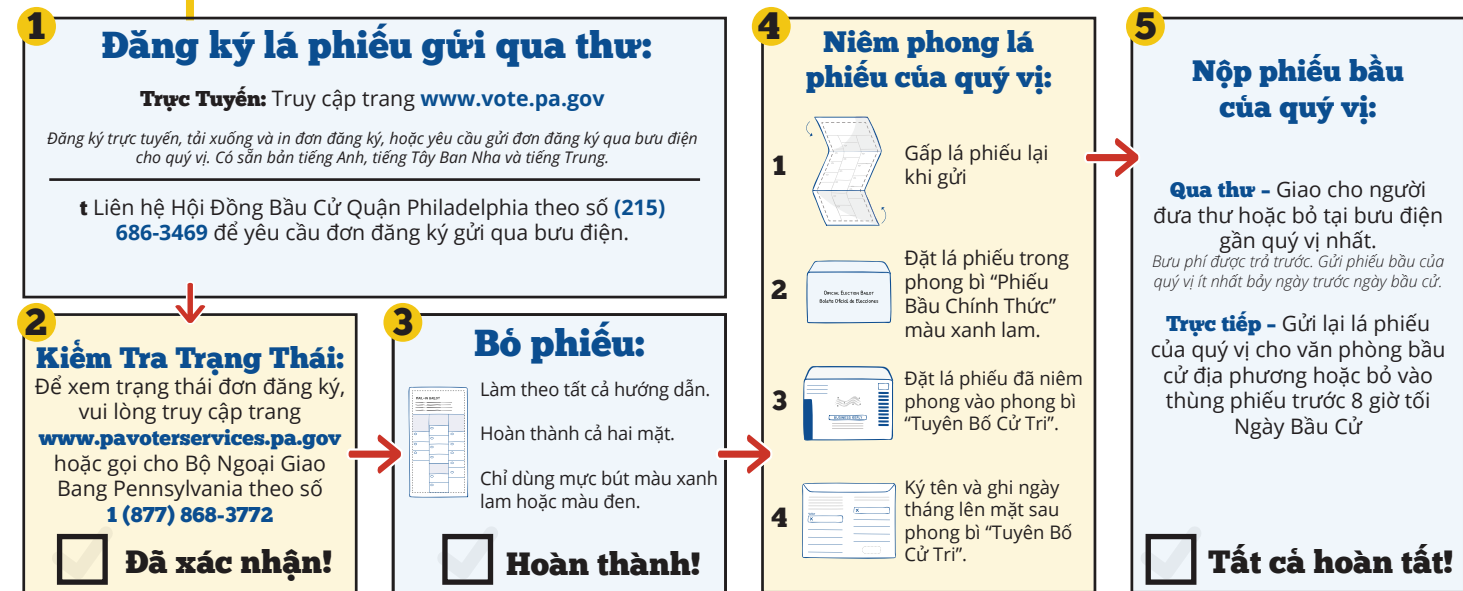 1
Đăng ký lá phiếu gửi qua thư:
Trực Tuyến: Truy cập trang www.vote.pa.gov
Đăng ký trực tuyến, tải xuống và in đơn đăng ký, hoặc yêu cầu gửi đơn đăng ký qua bưu điện
cho quý vị. Có sẵn bản tiếng Anh, tiếng Tây Ban Nha và tiếng Trung.
t Liên hệ Hội Đồng Bầu Cử Quận Philadelphia theo số (215)
686-3469 để yêu cầu đơn đăng ký gửi qua bưu điện.
2
Kiểm Tra Trạng Thái:
Để xem trạng thái đơn đăng ký,
vui lòng truy cập trang
www.pavoterservices.pa.gov
hoặc gọi cho Bộ Ngoại Giao
Bang Pennsylvania theo số
1 (877) 868-3772
Đã xác nhận!
3
Bỏ phiếu:
MAIL-IN BALLOT
Làm theo tất cả hướng dẫn.
Hoàn thành cả hai mặt.
Chỉ dùng mực bút màu xanh
lam hoặc màu đen.
Hoàn thành!
4
Niêm phong lá
phiếu của quý vị:
1
Gấp lá phiếu lại
khi gửi
2
Official Election Ballot
Boleta Oficial de Elecciones
Đặt lá phiếu trong
phong bì “Phiếu
Bầu Chính Thức”
màu xanh lam.
3
BUSINESS REPLY
Đặt lá phiếu đã niêm
phong vào phong bì
“Tuyên Bố Cử Tri”.
4
X
X
Ký tên và ghi ngày
tháng lên mặt sau
phong bì “Tuyên Bố
Cử Tri”.
5
Nộp phiếu bầu
của quý vị:
Qua thư – Giao cho người
đưa thư hoặc bỏ tại bưu điện
gần quý vị nhất.
Bưu phí được trả trước. Gửi phiếu bầu của
quý vị ít nhất bảy ngày trước ngày bầu cử.
Trực tiếp – Gửi lại lá phiếu
của quý vị cho văn phòng bầu
cử địa phương hoặc bỏ vào
thùng phiếu trước 8 giờ tối
Ngày Bầu Cử
Tất cả hoàn tất!